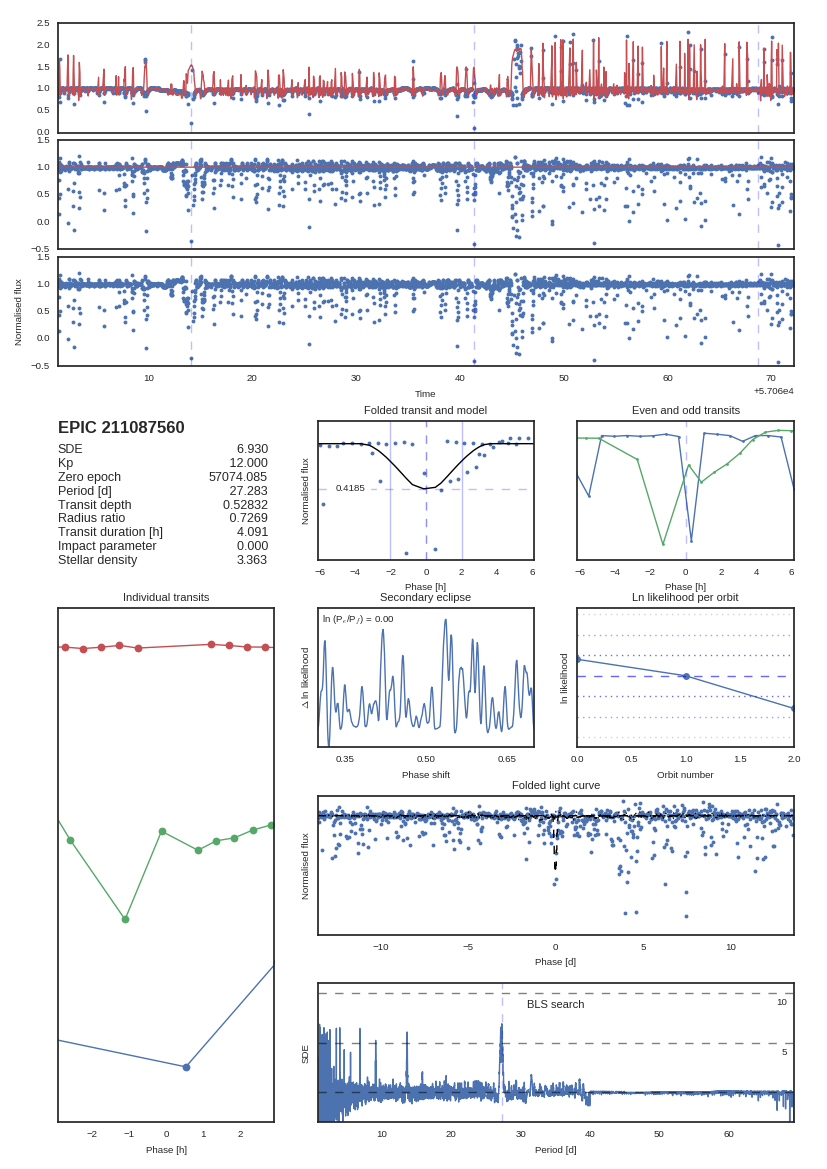 2.5
2.0
1.5
1.0
0.5
0.0
1.5
1.0
0.5
0.0
−0.5
1.5
1.0
0.5
0.0
−0.5
Normalised flux
10 20 30 40 50 60 70
+5.706e4
Time
EPIC 211087560
SDE 6.930
Kp 12.000
Zero epoch 57074.085
Period [d] 27.283
Transit depth 0.52832
Radius ratio 0.7269
Transit duration [h] 4.091
Impact parameter 0.000
Stellar density 3.363
Folded transit and model
Normalised flux
0.4185
−6 −4 −2 0 2 4 6
Phase [h]
Even and odd transits
−6 −4 −2 0 2 4 6
Phase [h]
Individual transits
−2 −1 0 1 2
Phase [h]
Secondary eclipse
ln (Pₑ/P𝑓) = 0.00
Δ ln likelihood
0.35 0.50 0.65
Phase shift
Ln likelihood per orbit
ln likelihood
0.0 0.5 1.0 1.5 2.0
Orbit number
Folded light curve
Normalised flux
−10 −5 0 5 10
Phase [d]
BLS search
10
5
SDE
10 20 30 40 50 60
Period [d]